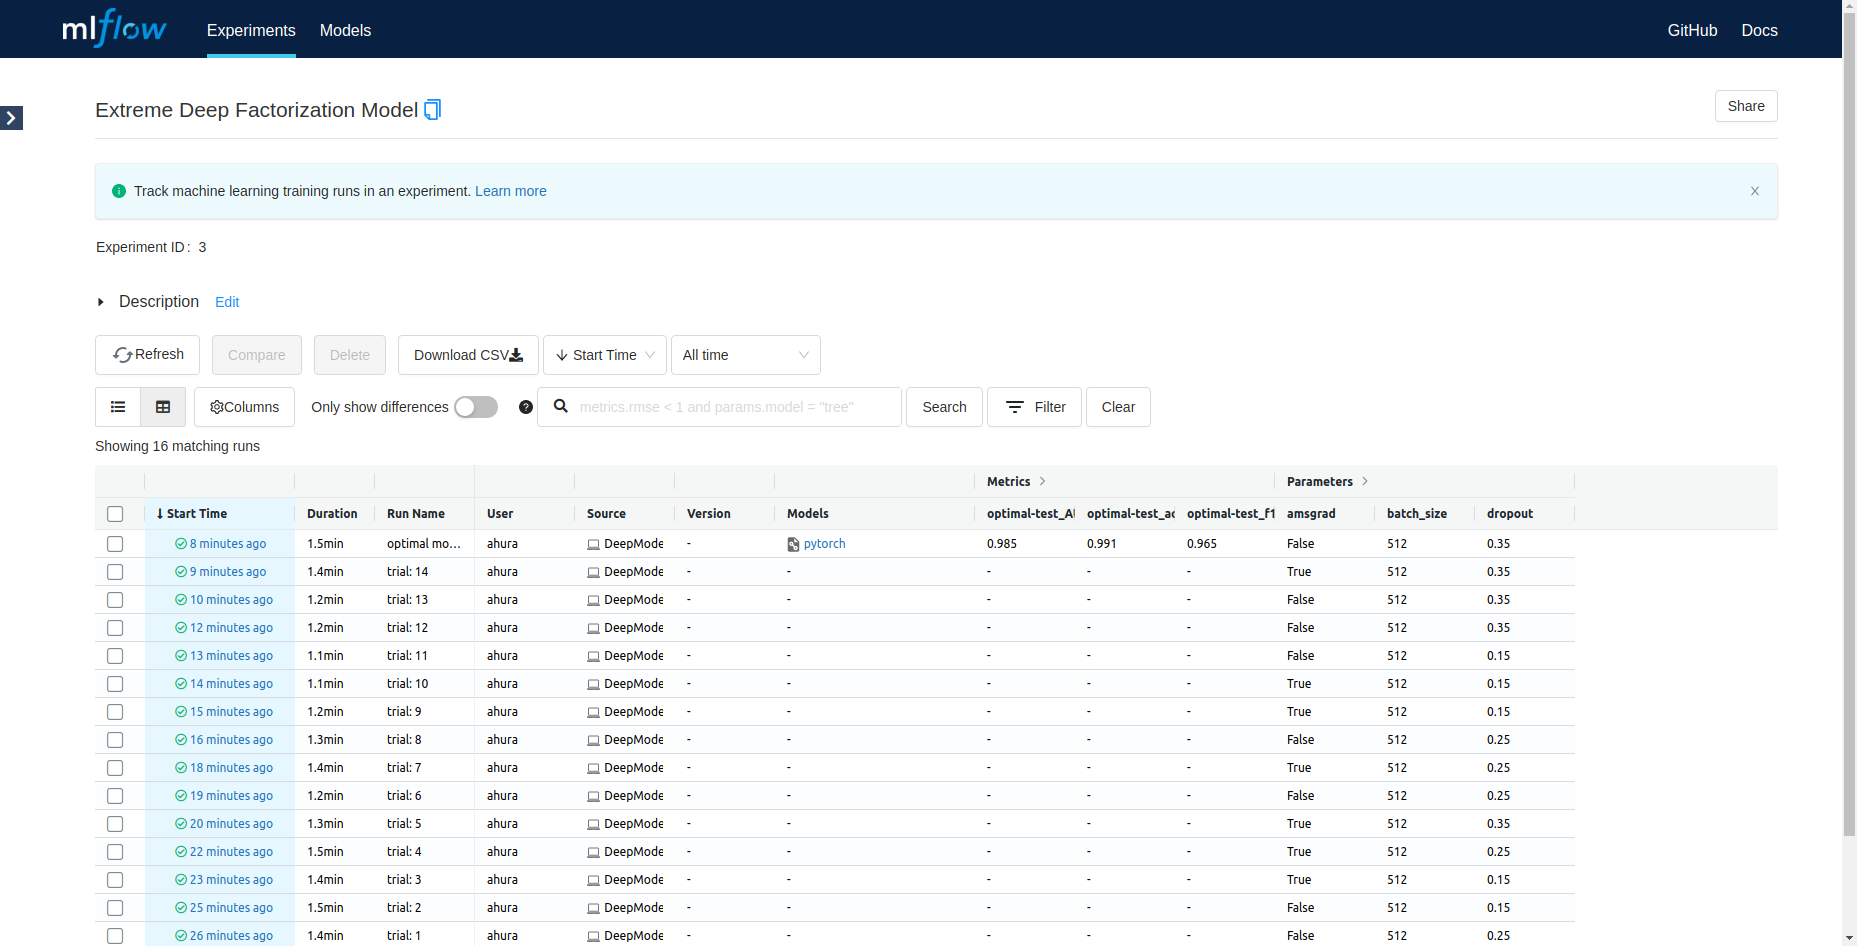 mlflow Experiments Models GitHub Docs
Extreme Deep Factorization Model Share
Track machine learning training runs in an experiment. Learn more
Experiment ID: 3
Description Edit
Refresh Compare Delete Download CSV Start Time All time
Columns Only show differences metrics.rmse < 1 and params.model = "tree" Search Filter Clear
Showing 16 matching runs
Metrics Parameters
Start Time Duration Run Name User Source Version Models optimal-test_A optimal-test_ac optimal-test_f1 amsgrad batch_size dropout
8 minutes ago 1.5min optimal mo... ahura DeepMode - pytorch 0.985 0.991 0.965 False 512 0.35
9 minutes ago 1.4min trial: 14 ahura DeepMode - - - - - True 512 0.35
10 minutes ago 1.2min trial: 13 ahura DeepMode - - - - - False 512 0.35
12 minutes ago 1.2min trial: 12 ahura DeepMode - - - - - False 512 0.35
13 minutes ago 1.1min trial: 11 ahura DeepMode - - - - - False 512 0.15
14 minutes ago 1.1min trial: 10 ahura DeepMode - - - - - True 512 0.15
15 minutes ago 1.2min trial: 9 ahura DeepMode - - - - - True 512 0.15
16 minutes ago 1.3min trial: 8 ahura DeepMode - - - - - False 512 0.25
18 minutes ago 1.4min trial: 7 ahura DeepMode - - - - - True 512 0.25
19 minutes ago 1.2min trial: 6 ahura DeepMode - - - - - False 512 0.25
20 minutes ago 1.3min trial: 5 ahura DeepMode - - - - - True 512 0.35
22 minutes ago 1.5min trial: 4 ahura DeepMode - - - - - True 512 0.25
23 minutes ago 1.4min trial: 3 ahura DeepMode - - - - - True 512 0.15
25 minutes ago 1.5min trial: 2 ahura DeepMode - - - - - False 512 0.15
26 minutes ago 1.4min trial: 1 ahura DeepMode - - - - - False 512 0.25